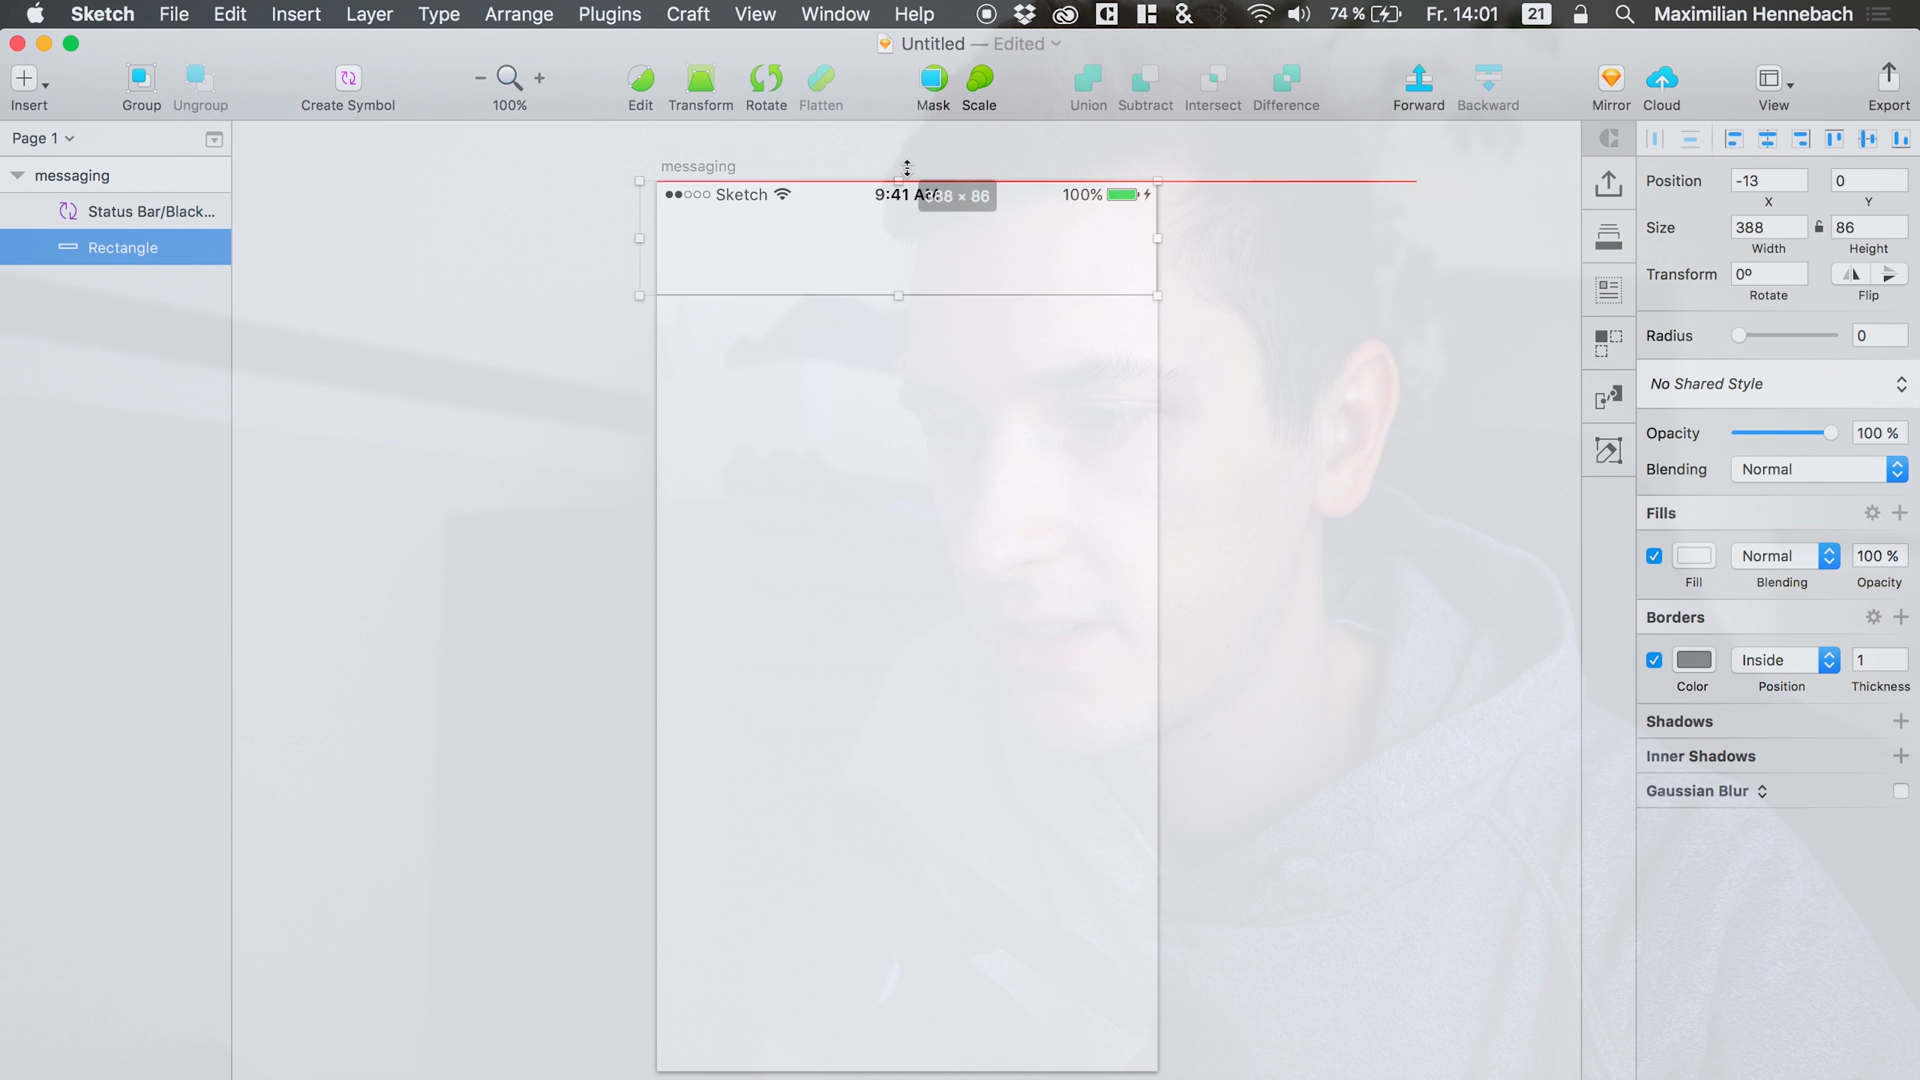 Sketch File Edit Insert Layer Type Arrange Plugins Craft View Window Help 74 % Fr. 14:01 21 Maximilian Hennebach
Untitled — Edited
Insert Group Ungroup Create Symbol 100% Edit Transform Rotate Flatten Mask Scale Union Subtract Intersect Difference Forward Backward Mirror Cloud View Export
Page 1
messaging
Status Bar/Black...
Rectangle
messaging
Sketch 9:41 100%
388 × 86
Position -13 0
X Y
Size 388 86
Width Height
Transform 0º
Rotate Flip
Radius 0
No Shared Style
Opacity 100 %
Blending Normal
Fills
Normal 100 %
Fill Blending Opacity
Borders
Inside 1
Color Position Thickness
Shadows
Inner Shadows
Gaussian Blur